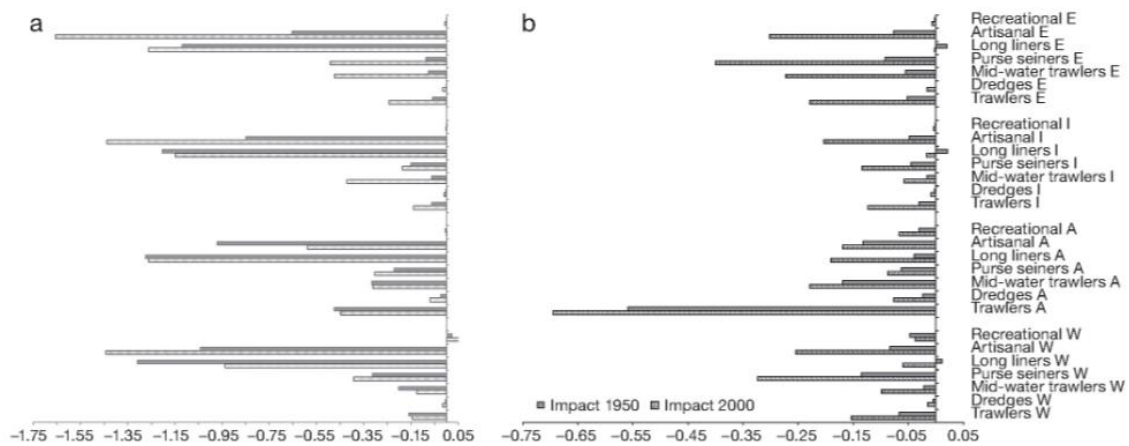 a
b
Recreational E
Artisanal E
Long liners E
Purse seiners E
Mid-water trawlers E
Dredges E
Trawlers E
Recreational I
Artisanal I
Long liners I
Purse seiners I
Mid-water trawlers I
Dredges I
Trawlers I
Recreational A
Artisanal A
Long liners A
Purse seiners A
Mid-water trawlers A
Dredges A
Trawlers A
Recreational W
Artisanal W
Long liners W
Purse seiners W
Mid-water trawlers W
Dredges W
Trawlers W
Impact 1950 Impact 2000
−1.75 −1.55 −1.35 −1.15 −0.95 −0.75 −0.55 −0.35 −0.15 0.05
−0.75 −0.65 −0.55 −0.45 −0.35 −0.25 −0.15 −0.05 0.05